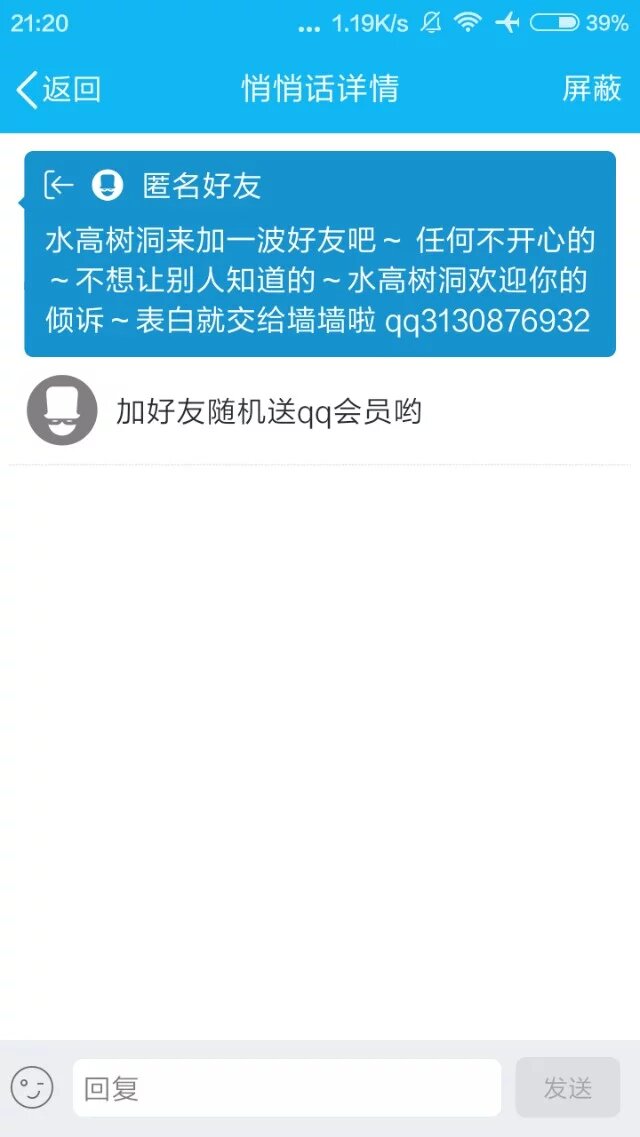 21:20 ... 1.19K/s 39%
返回 悄悄话详情 屏蔽
匿名好友
水高树洞来加一波好友吧～ 任何不开心的
～不想让别人知道的～水高树洞欢迎你的
倾诉～表白就交给墙墙啦 qq3130876932
加好友随机送qq会员哟
回复 发送